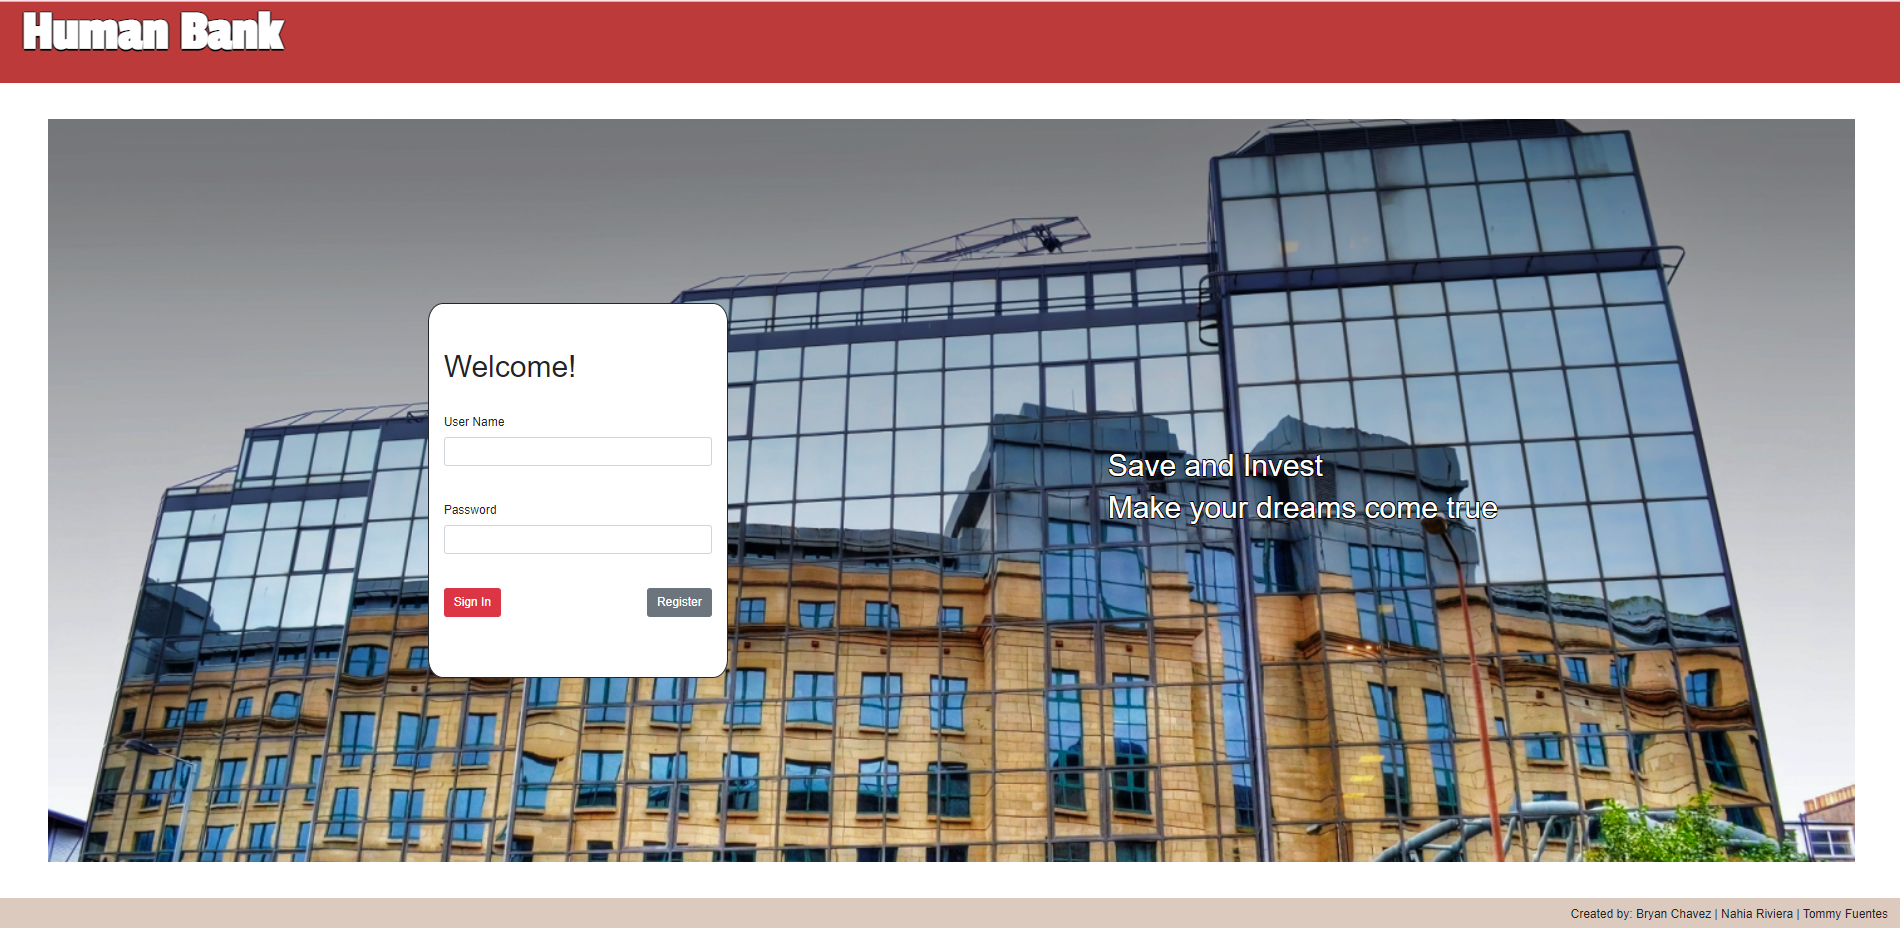 Human Bank
Welcome!
User Name
Password
Sign In
Register
Save and Invest
Make your dreams come true
Created by: Bryan Chavez | Nahia Riviera | Tommy Fuentes